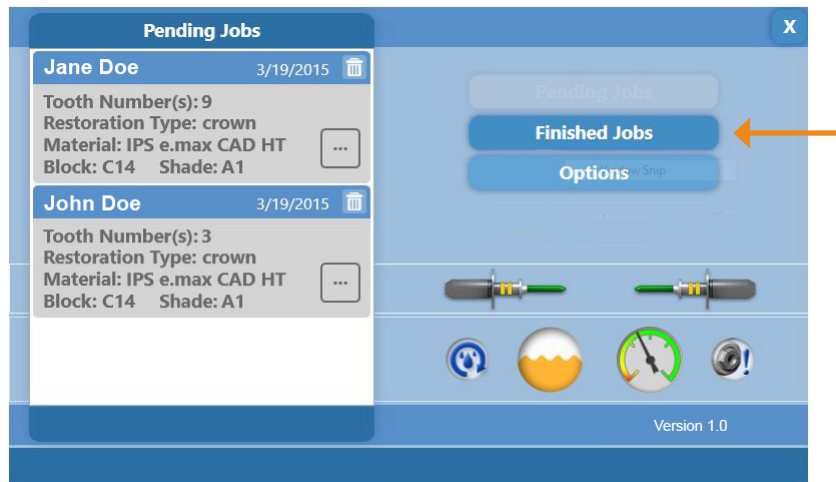 Pending Jobs
X
Jane Doe 3/19/2015
Tooth Number(s): 9
Restoration Type: crown
Material: IPS e.max CAD HT
Block: C14 Shade: A1
...
John Doe 3/19/2015
Tooth Number(s): 3
Restoration Type: crown
Material: IPS e.max CAD HT
Block: C14 Shade: A1
...
Pending Jobs
Finished Jobs
Options
Snip
!
Version 1.0